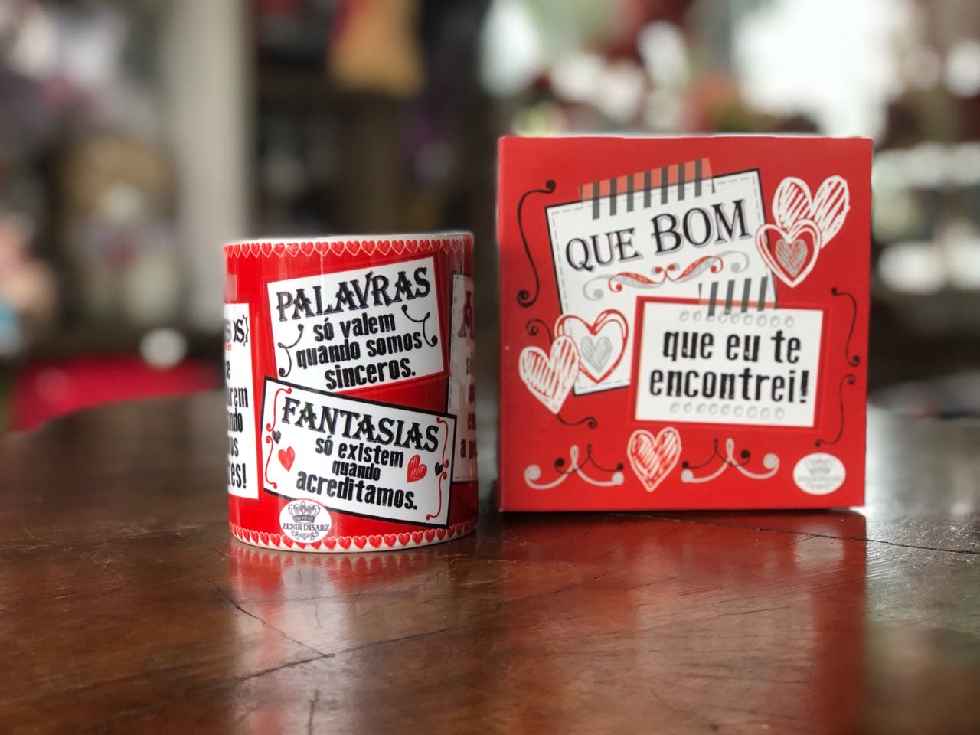 PALAVRAS
só valem
quando somos
sinceros.
FANTASIAS
só existem
quando
acreditamos.
QUE BOM
que eu te
encontrei!